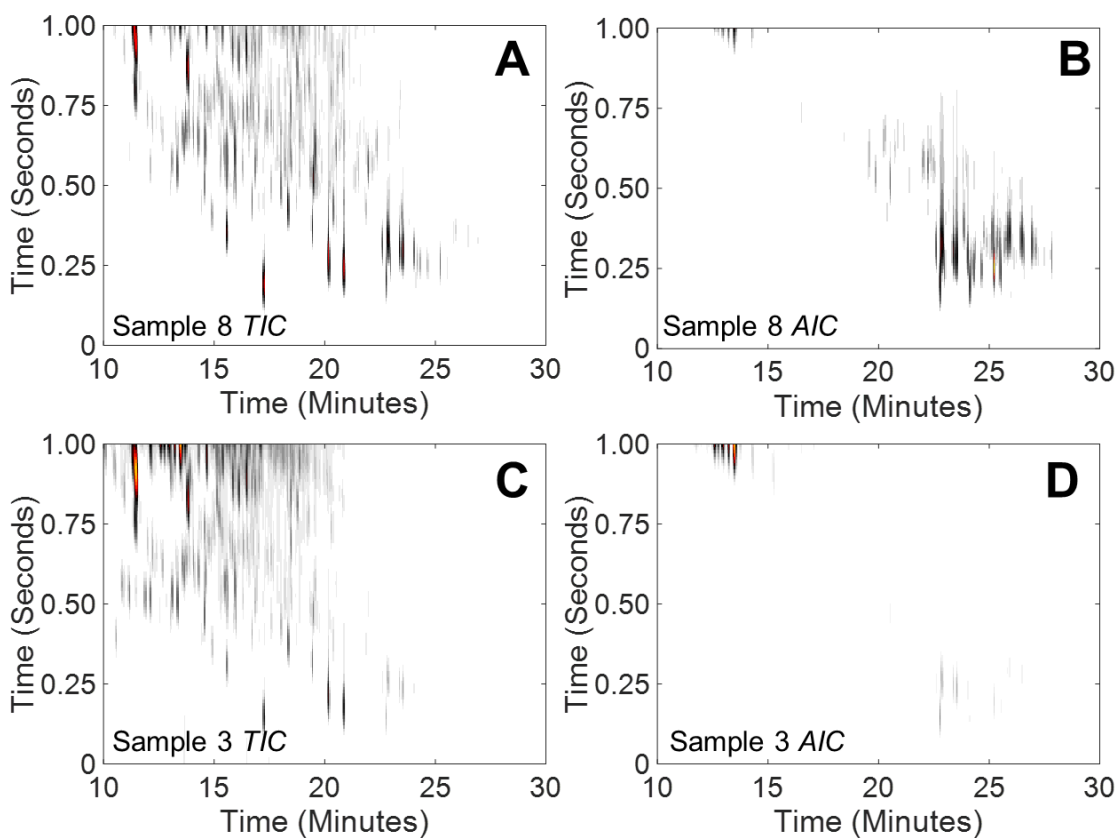 1.00
0.75
0.50
0.25
0
Time (Seconds)
A
Sample 8 TIC
10 15 20 25 30
Time (Minutes)
1.00
0.75
0.50
0.25
0
Time (Seconds)
B
Sample 8 AIC
10 15 20 25 30
Time (Minutes)
1.00
0.75
0.50
0.25
0
Time (Seconds)
C
Sample 3 TIC
10 15 20 25 30
Time (Minutes)
1.00
0.75
0.50
0.25
0
Time (Seconds)
D
Sample 3 AIC
10 15 20 25 30
Time (Minutes)